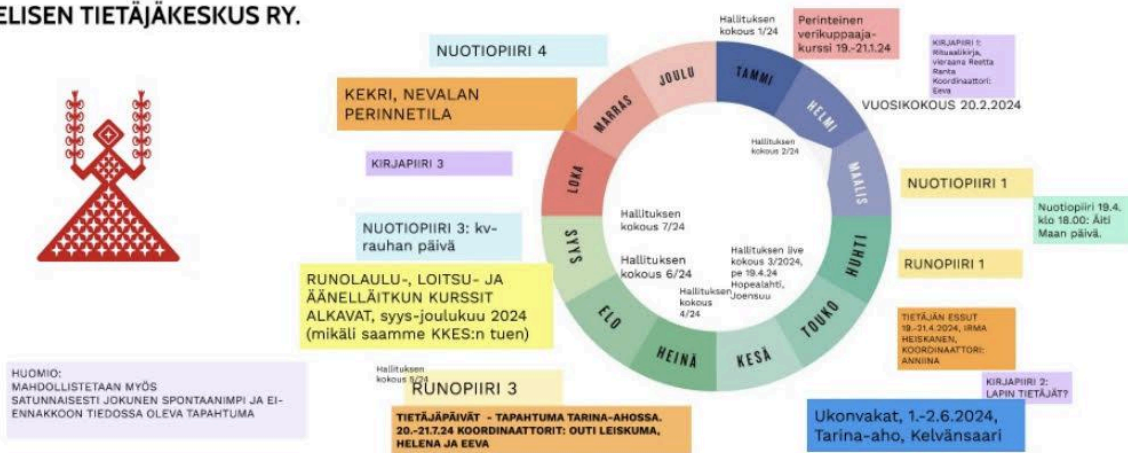 ELISEN TIETÄJÄKESKUS RY.
Hallituksen
kokous 1/24
Perinteinen
verikuppaaja-
kurssi 19.-21.1.24
KIRJAPIIRI 1:
Rituaalikirja,
vieraana Reetta
Ranta
Koordinaattori:
Eeva
NUOTIOPIIRI 4
JOULU
TAMMI
KEKRI, NEVALAN
PERINNETILA
MARRAS
HELMI
VUOSIKOKOUS 20.2.2024
Hallituksen
kokous 2/24
KIRJAPIIRI 3
LOKA
MAALIS
NUOTIOPIIRI 1
Nuotiopiiri 19.4.
klo 18.00: Äiti
Maan päivä.
NUOTIOPIIRI 3: kv-
rauhan päivä
Hallituksen
kokous 7/24
SYYS
HUHTI
Hallituksen live
kokous 3/2024,
pe 19.4.24
Hopealahti,
Joensuu
Hallituksen
kokous 6/24
RUNOPIIRI 1
RUNOLAULU-, LOITSU- JA
ÄÄNELLÄITKUN KURSSIT
ALKAVAT, syys-joulukuu 2024
(mikäli saamme KKES:n tuen)
Hallituksen
kokous
4/24
ELO
TOUKO
TIETÄJÄN ESSUT
19.-21.4.2024, IRMA
HEISKANEN,
KOORDINAATTORI:
ANNIINA
HEINÄ
KESÄ
HUOMIO:
MAHDOLLISTETAAN MYÖS
SATUNNAISESTI JOKUNEN SPONTAANIMPI JA EI-
ENNAKKOON TIEDOSSA OLEVA TAPAHTUMA
Hallituksen
kokous 5/24
RUNOPIIRI 3
KIRJAPIIRI 2:
LAPIN TIETÄJÄT?
TIETÄJÄPÄIVÄT - TAPAHTUMA TARINA-AHOSSA.
20.-21.7.24 KOORDINAATTORIT: OUTI LEISKUMA,
HELENA JA EEVA
Ukonvakat, 1.-2.6.2024,
Tarina-aho, Kelvänsaari